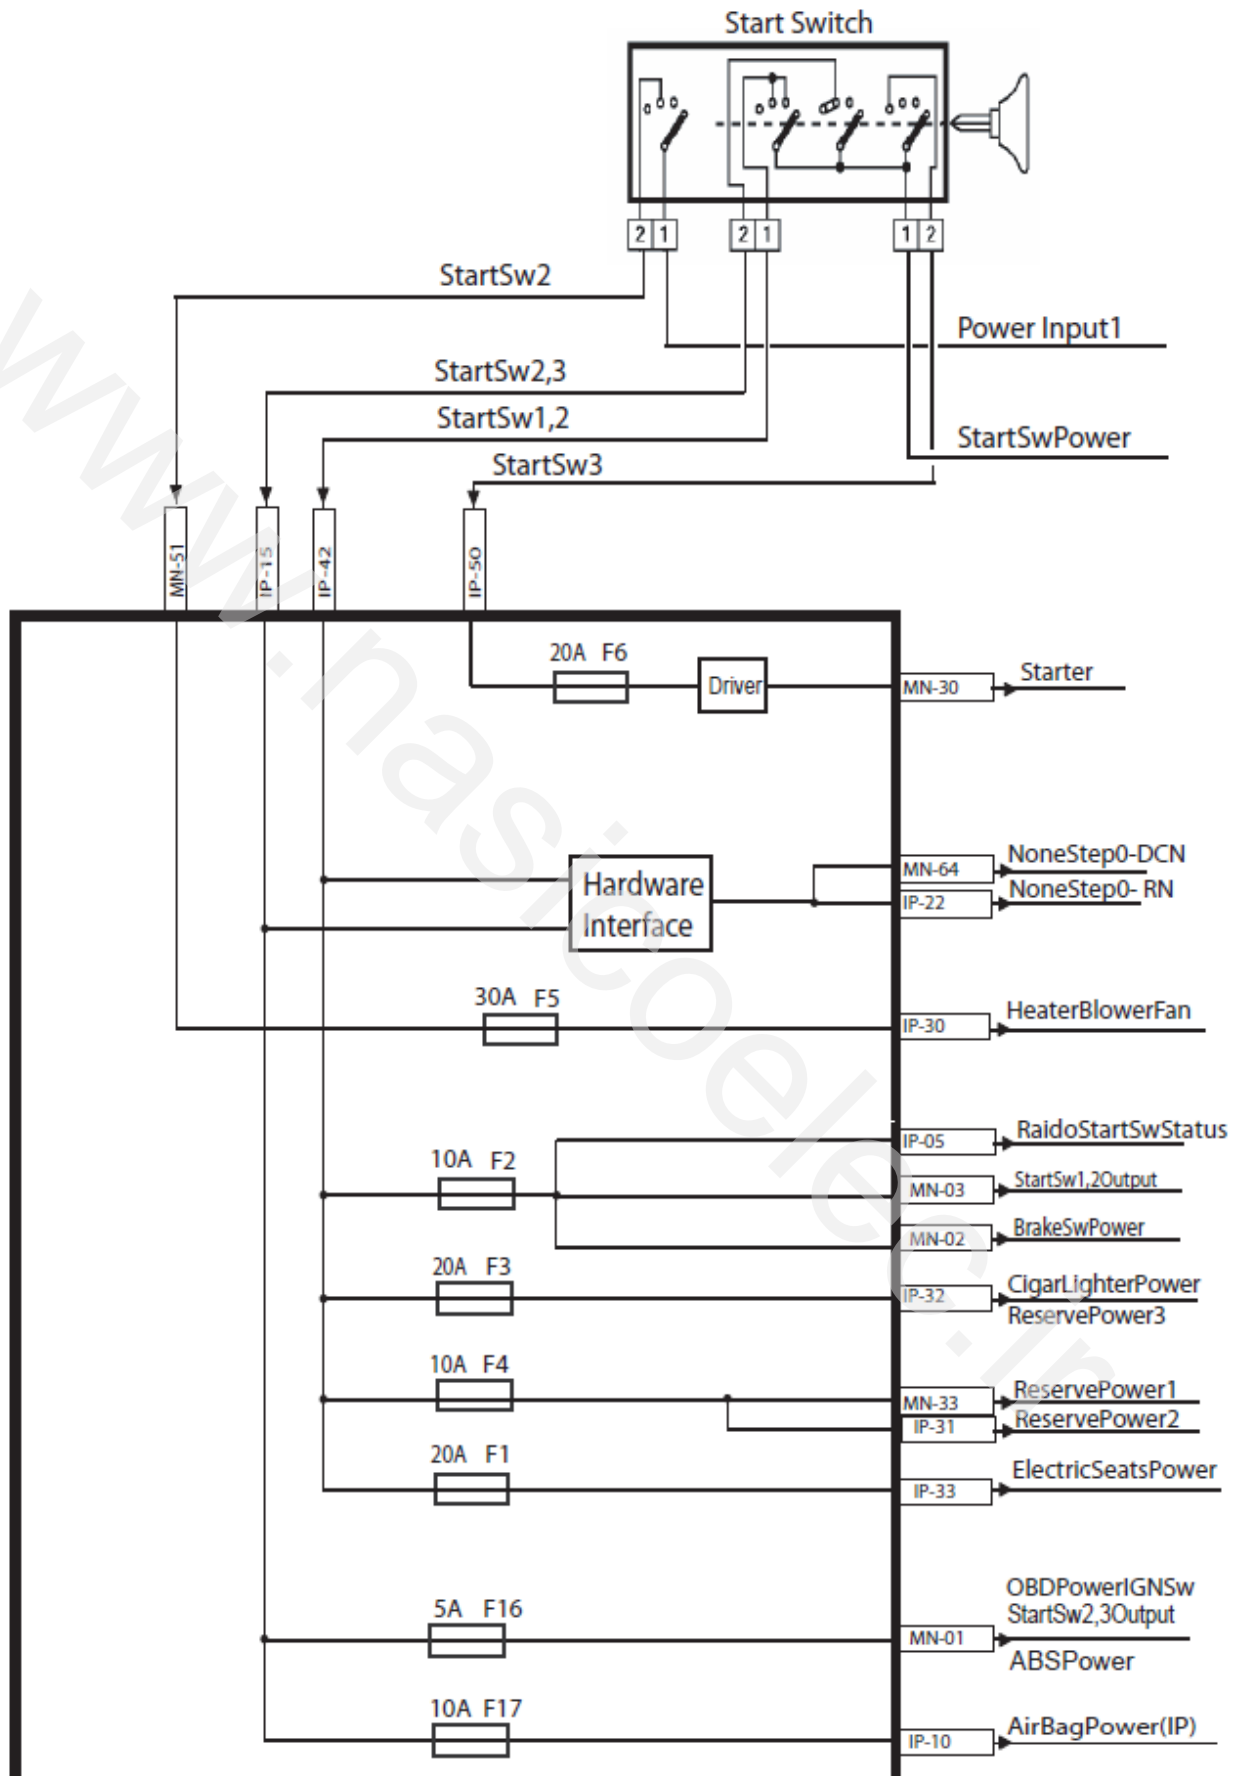 Start Switch
2 1 2 1 1 2
StartSw2
Power Input1
StartSw2,3
StartSw1,2
StartSwPower
StartSw3
MN-51
IP-15
IP-42
IP-50
20A F6
Driver
MN-30
Starter
Hardware
Interface
MN-64
NoneStep0-DCN
IP-22
NoneStep0- RN
30A F5
IP-30
HeaterBlowerFan
IP-05
RaidoStartSwStatus
10A F2
MN-03
StartSw1,2Output
MN-02
BrakeSwPower
20A F3
IP-32
CigarLighterPower
ReservePower3
10A F4
MN-33
ReservePower1
IP-31
ReservePower2
20A F1
IP-33
ElectricSeatsPower
OBDPowerIGNSw
StartSw2,3Output
5A F16
MN-01
ABSPower
10A F17
IP-10
AirBagPower(IP)
www.nasicoelec.ir